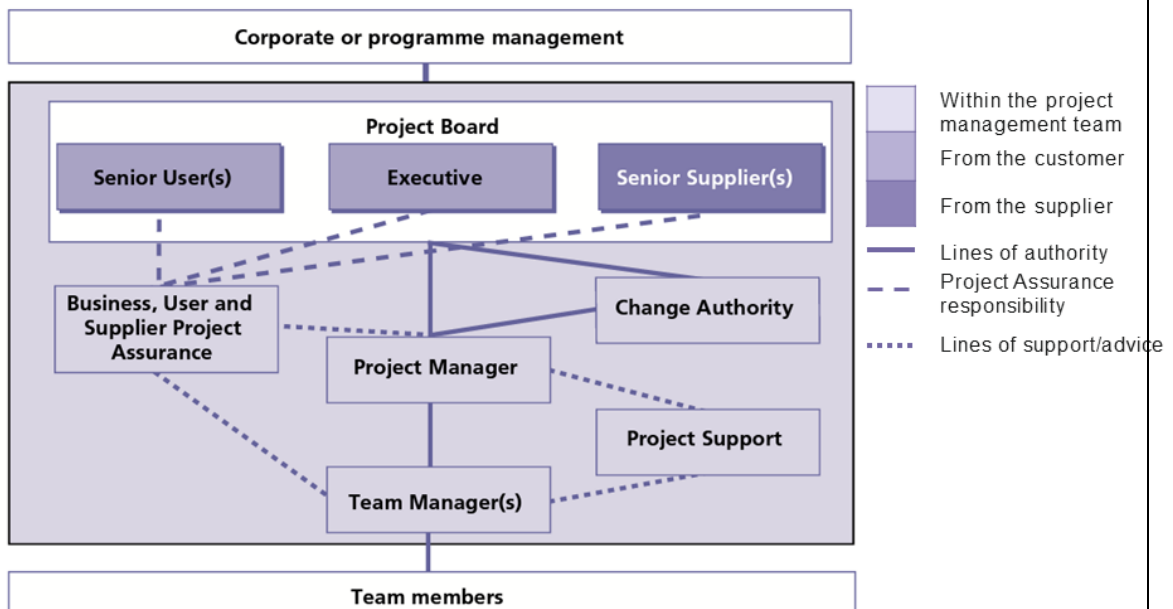 Corporate or programme management
Project Board
Senior User(s)
Executive
Senior Supplier(s)
Business, User and
Supplier Project
Assurance
Change Authority
Project Manager
Project Support
Team Manager(s)
Team members
Within the project
management team
From the customer
From the supplier
Lines of authority
Project Assurance
responsibility
Lines of support/advice